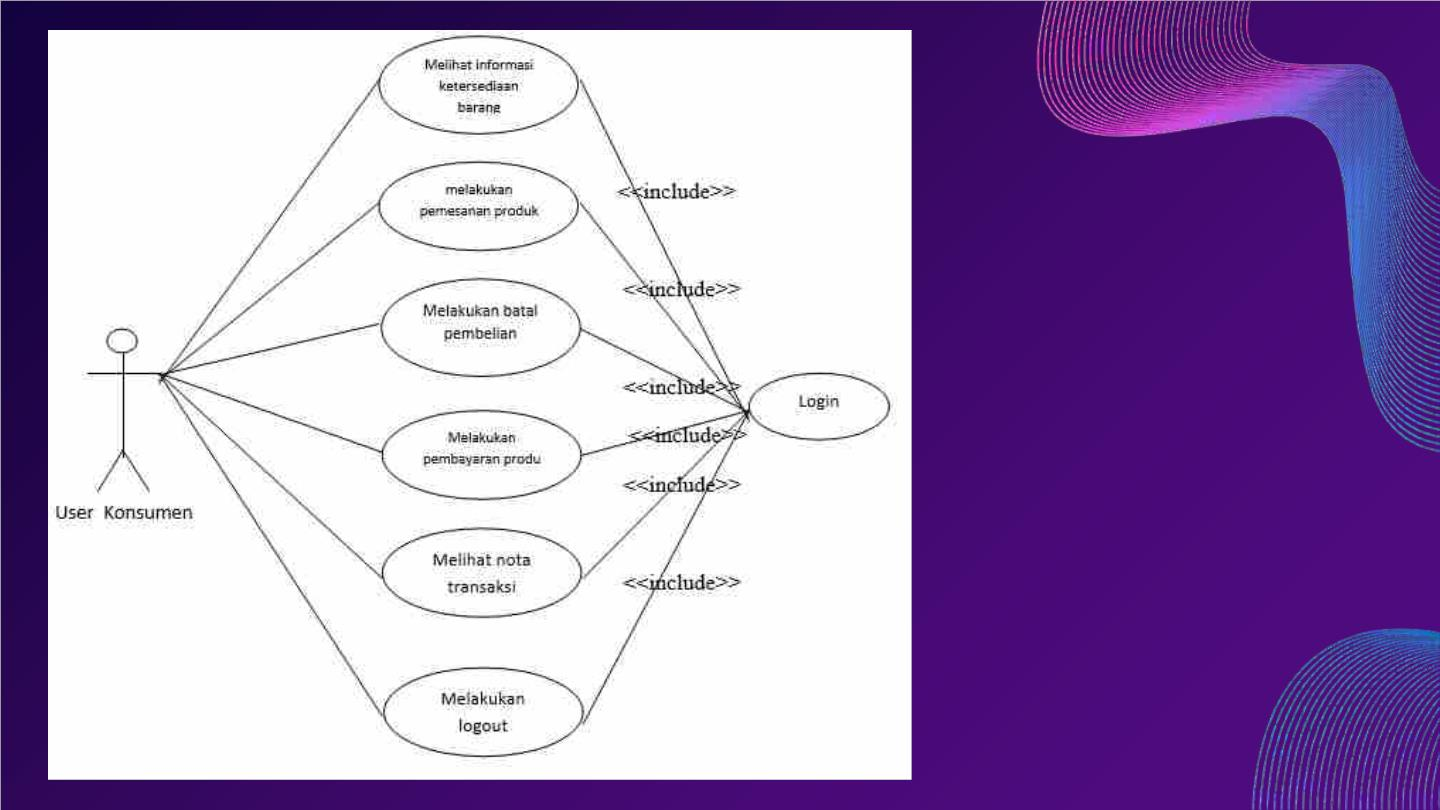 Melihat informasi
ketersediaan
barang
<<include>>
melakukan
pemesanan produk
<<include>>
Melakukan batal
pembelian
<<include>>
Login
Melakukan
pembayaran produ
<<include>>
<<include>>
User Konsumen
Melihat nota
transaksi
<<include>>
Melakukan
logout